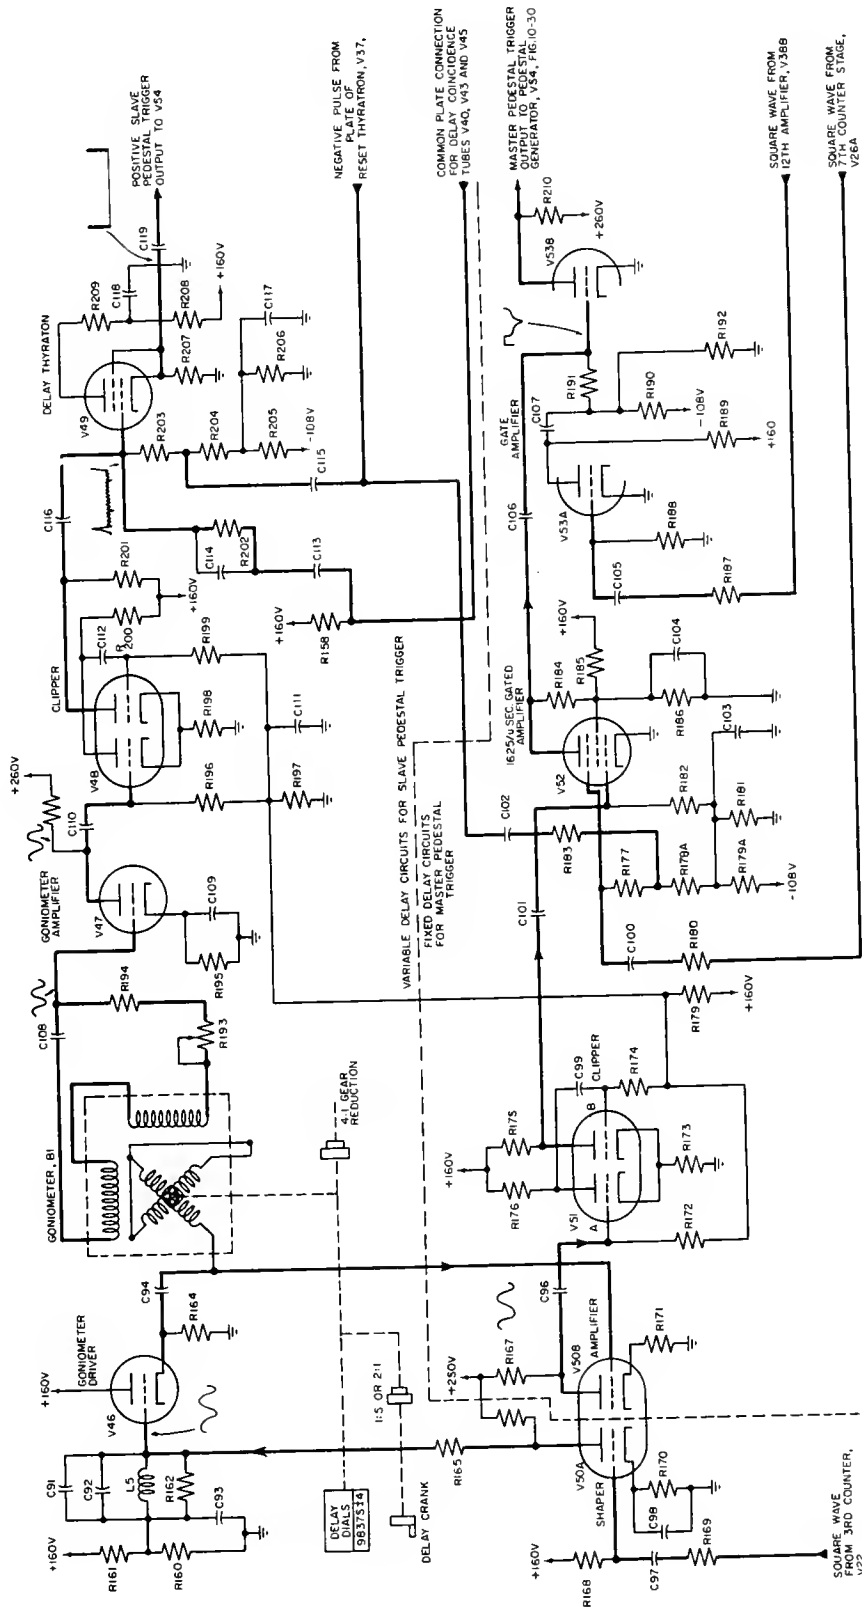 POSITIVE SLAVE
PEDESTAL TRIGGER
OUTPUT TO V54
NEGATIVE PULSE FROM
PLATE OF
RESET THYRATRON, V37,
COMMON PLATE CONNECTION
FOR DELAY COINCIDENCE
TUBES V40, V43 AND V45
MASTER PEDESTAL TRIGGER
OUTPUT TO PEDESTAL
GENERATOR, V54, FIG.10-30
SQUARE WAVE FROM
12TH AMPLIFIER, V38B
SQUARE WAVE FROM
7TH COUNTER STAGE,
V26A
DELAY THYRATON
V49
R209
C118
C119
R208
+160V
R207
C117
R206
R203
R204
R205
-108V
C115
C116
R201
R200
+160V
C114
R202
C113
+160V
R158
CLIPPER
V48
C112
R199
R198
C111
R196
R197
+260V
C110
GONIOMETER
AMPLIFIER
V47
C109
R195
R194
C108
R193
GONIOMETER, B1
4:1 GEAR
REDUCTION
GONIOMETER
DRIVER
V46
+160V
C94
R164
C91
C92
L5
R162
C93
+160V
R161
R160
R165
1:5 OR 2:1
DELAY
DIALS
9837514
DELAY CRANK
VARIABLE DELAY CIRCUITS FOR SLAVE PEDESTAL TRIGGER
FIXED DELAY CIRCUITS
FOR MASTER PEDESTAL
TRIGGER
V53B
R210
+260V
GATE
AMPLIFIER
V53A
C107
R191
R190
R192
-108V
R189
+160
R188
C106
C105
R187
1625/u SEC. GATED
AMPLIFIER
V52
+160V
R184
R185
R186
C104
C103
R182
R181
C102
R183
R177
R178A
R179A
-108V
C101
C100
R180
R179
+160V
CLIPPER
V51
A
B
C99
R174
R175
R176
+160V
R173
R172
C96
R167
+250V
AMPLIFIER
V50B
R171
V50A
SHAPER
R170
C98
+160V
R168
C97
R169
SQUARE WAVE
FROM 3RD COUNTER,
V22